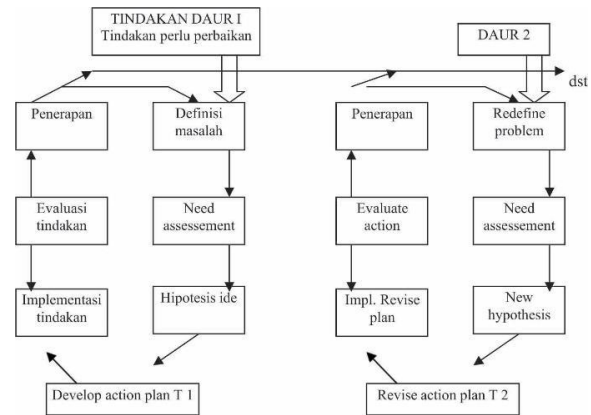 TINDAKAN DAUR I
Tindakan perlu perbaikan
DAUR 2
dst
Penerapan
Definisi
masalah
Penerapan
Redefine
problem
Evaluasi
tindakan
Need
assessement
Evaluate
action
Need
assessement
Implementasi
tindakan
Hipotesis ide
Impl. Revise
plan
New
hypothesis
Develop action plan T 1
Revise action plan T 2